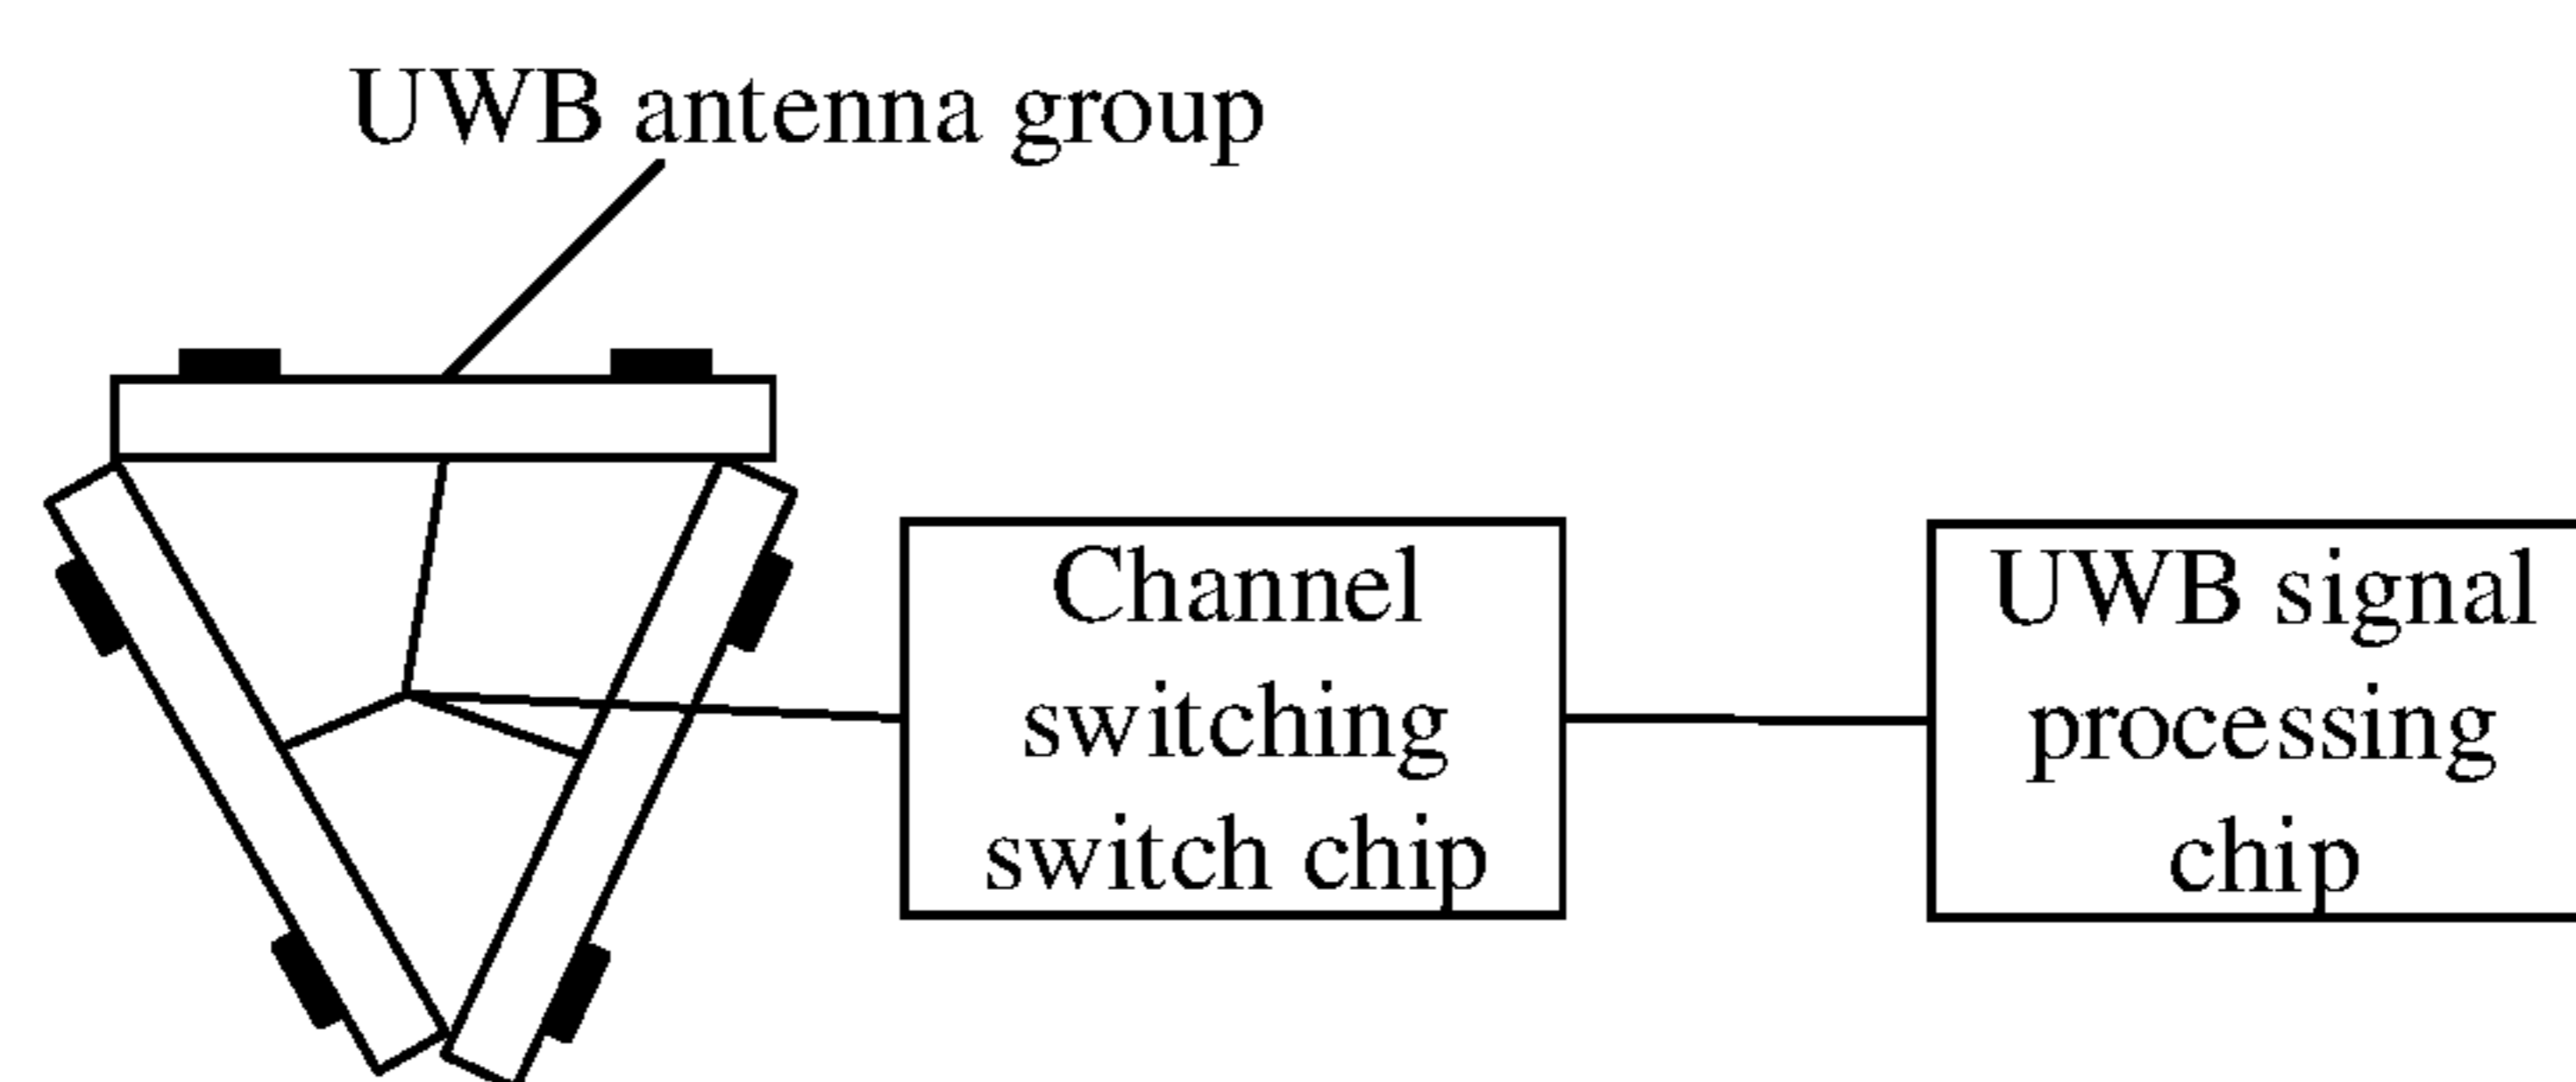 UWB antenna group
Channel
switching
switch chip
UWB signal
processing
chip